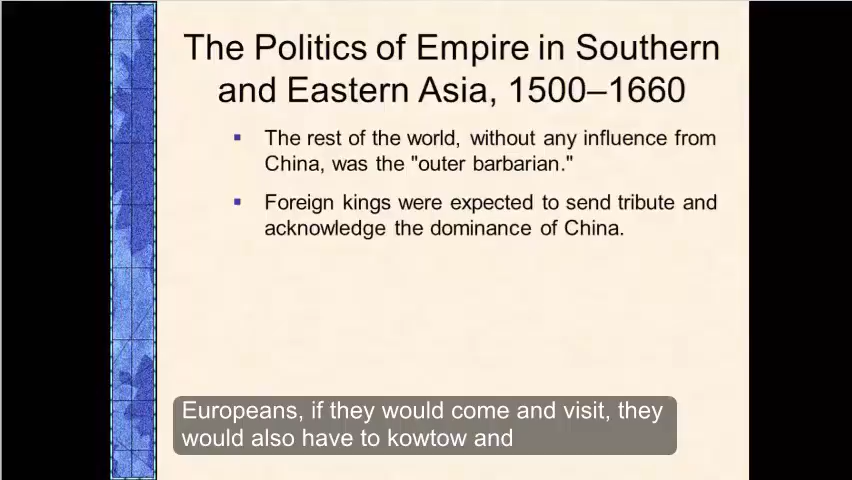 The Politics of Empire in Southern
and Eastern Asia, 1500–1660
▪ The rest of the world, without any influence from
China, was the "outer barbarian."
▪ Foreign kings were expected to send tribute and
acknowledge the dominance of China.
Europeans, if they would come and visit, they
would also have to kowtow and